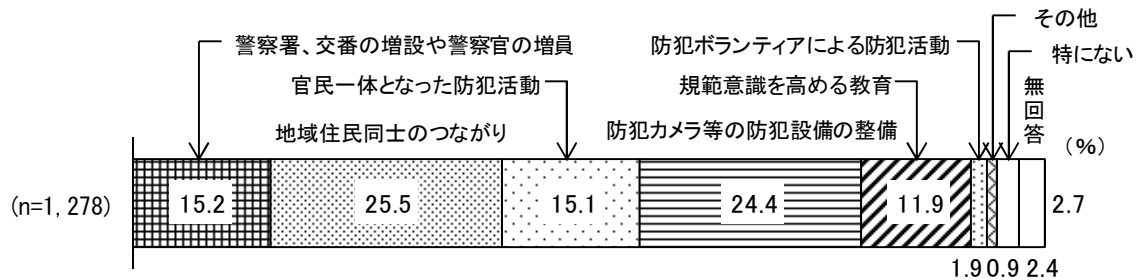 その他
警察署、交番の増設や警察官の増員
防犯ボランティアによる防犯活動
特にない
官民一体となった防犯活動
規範意識を高める教育
無回答
地域住民同士のつながり
防犯カメラ等の防犯設備の整備
(%)
(n=1,278)
15.2
25.5
15.1
24.4
11.9
2.7
1.9
0.9
2.4